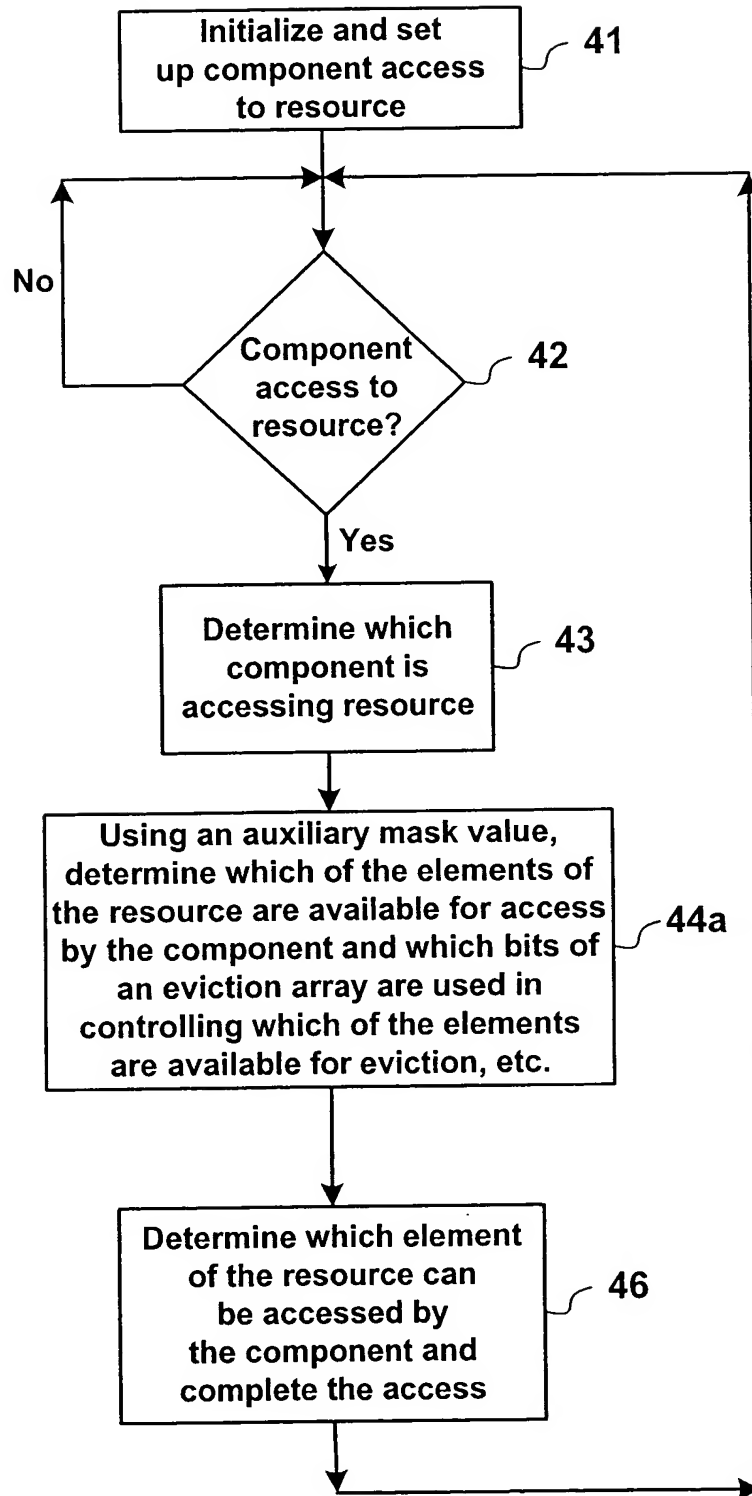 Initialize and set
up component access
to resource
41
No
Component
access to
resource?
42
Yes
Determine which
component is
accessing resource
43
Using an auxiliary mask value,
determine which of the elements of
the resource are available for access
by the component and which bits of
an eviction array are used in
controlling which of the elements
are available for eviction, etc.
44a
Determine which element
of the resource can
be accessed by
the component and
complete the access
46